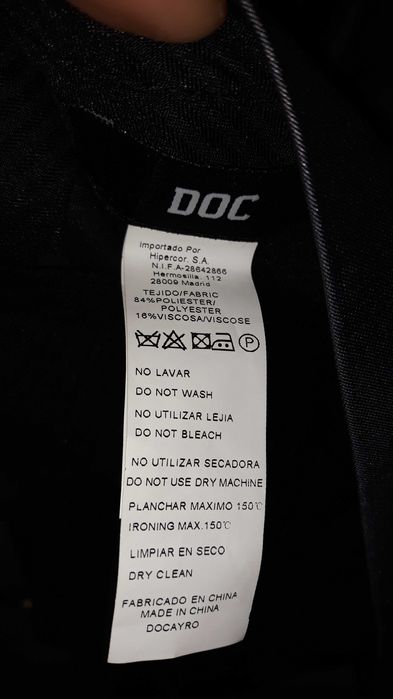 DOC
Importado Por
Hipercor. S.A.
N.I.F.A-28642866
Hermosilla. 112
28009 Madrid
TEJIDO/FABRIC
84%POLIESTER/
POLYESTER
16%VISCOSA/VISCOSE
P
NO LAVAR
DO NOT WASH
NO UTILIZAR LEJIA
DO NOT BLEACH
NO UTILIZAR SECADORA
DO NOT USE DRY MACHINE
PLANCHAR MAXIMO 150℃
IRONING MAX.150℃
LIMPIAR EN SECO
DRY CLEAN
FABRICADO EN CHINA
MADE IN CHINA
DOCAYRO